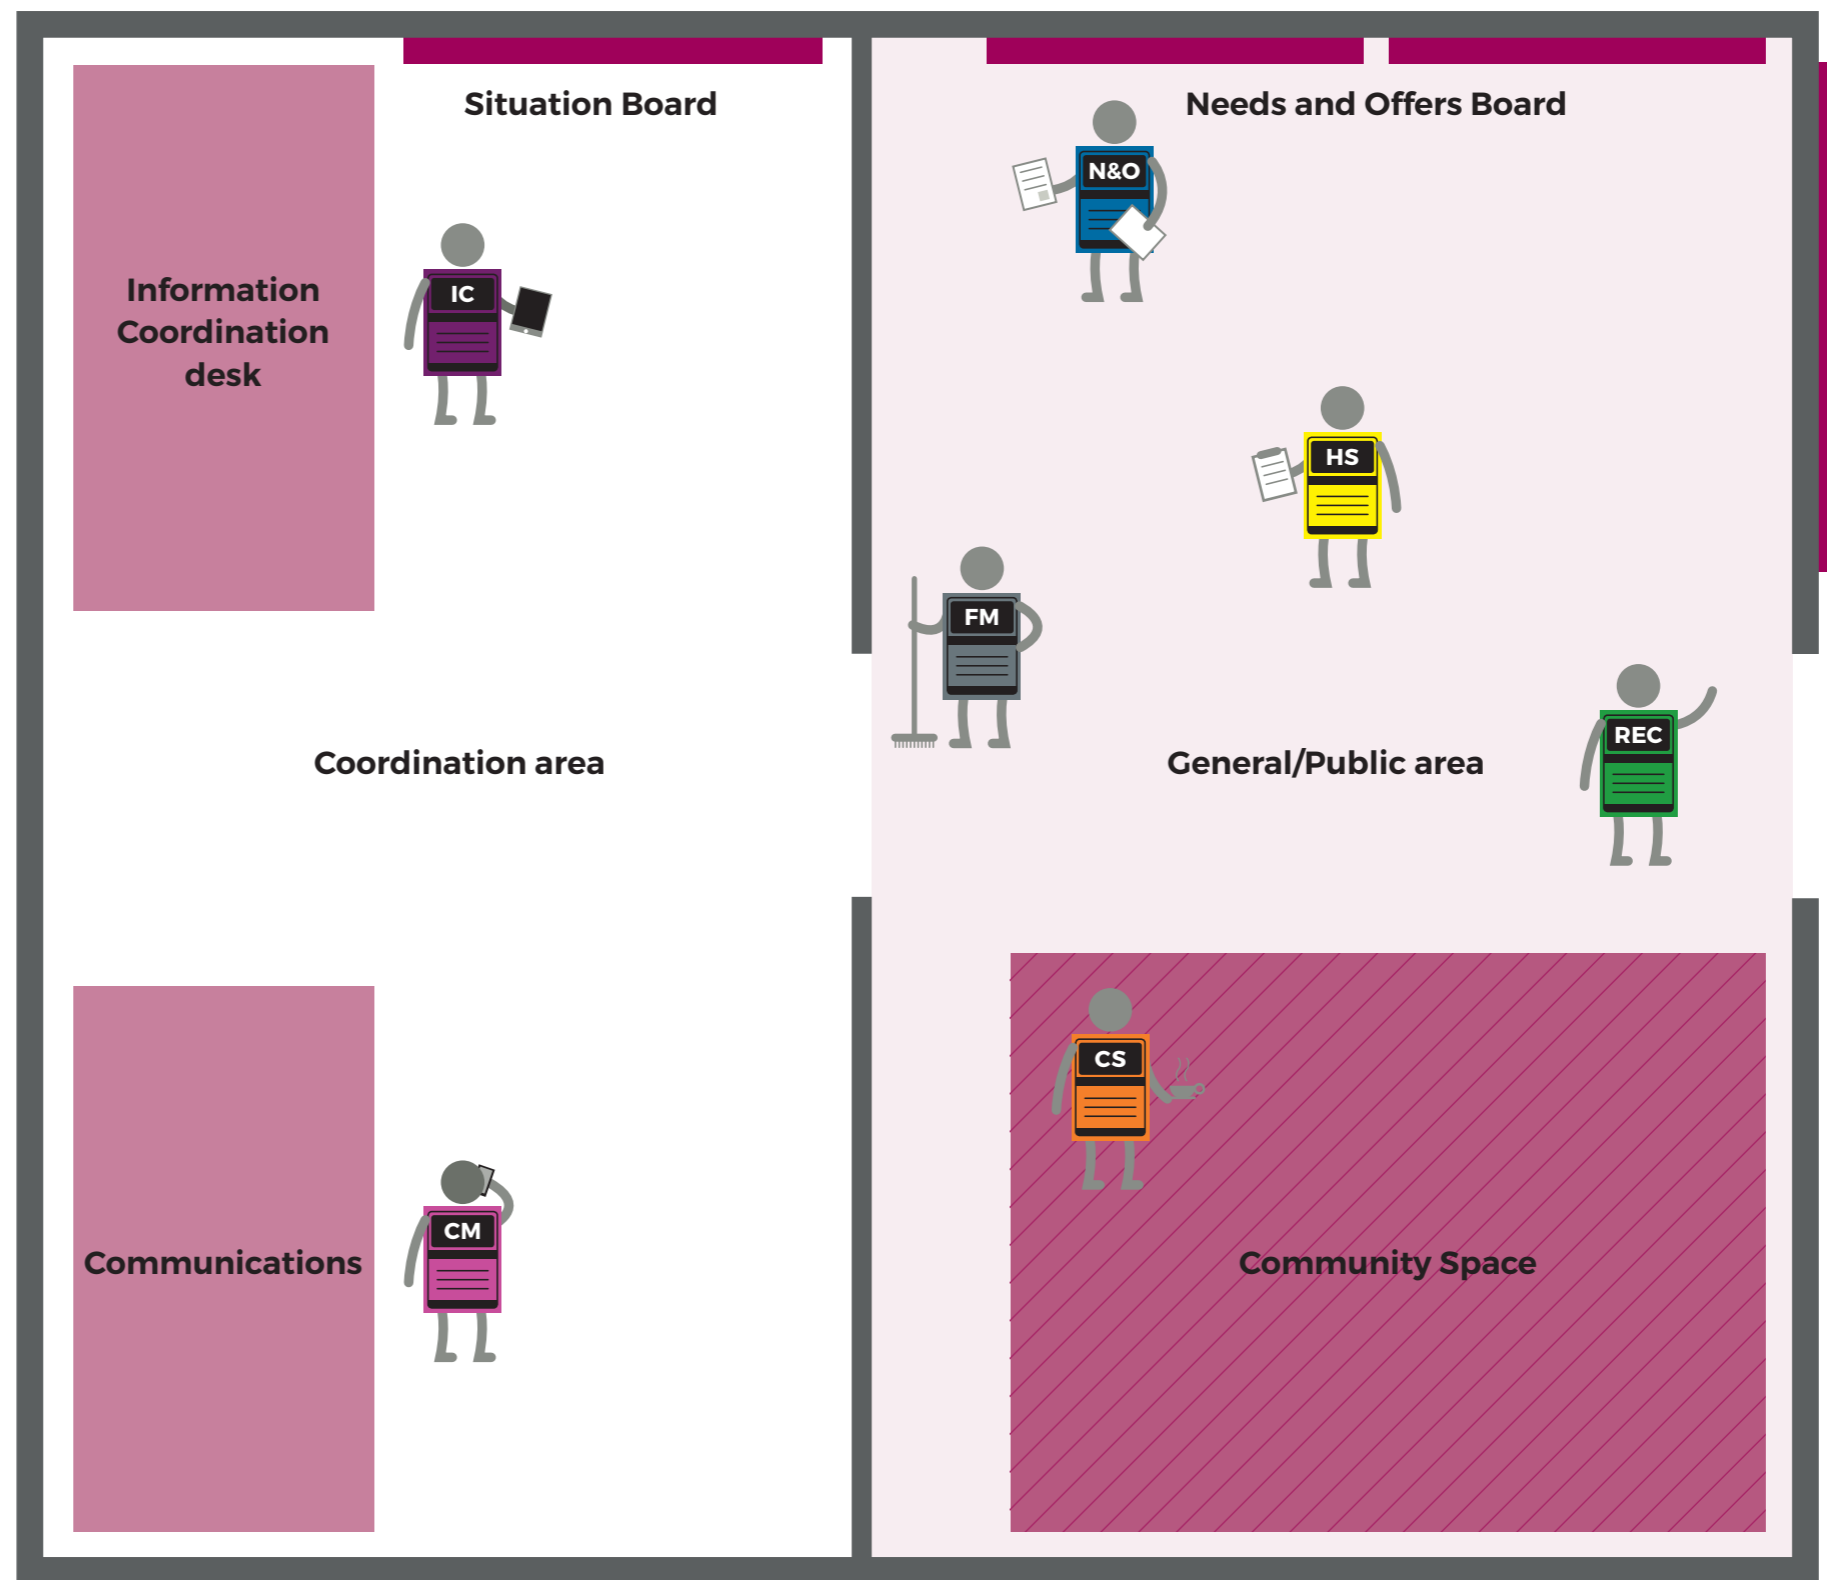 Situation Board
Needs and Offers Board
N&O
Information
Coordination
desk
IC
HS
FM
REC
Coordination area
General/Public area
CS
CM
Communications
Community Space